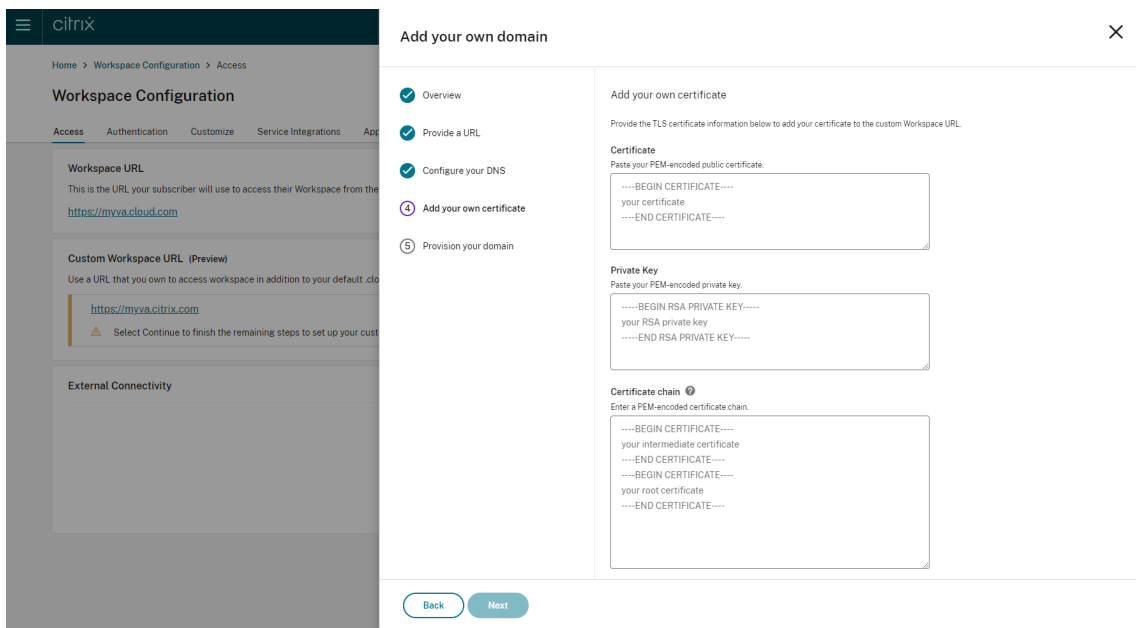 citrix
Home > Workspace Configuration > Access
Workspace Configuration
Access Authentication Customize Service Integrations App
Workspace URL
This is the URL your subscriber will use to access their Workspace from the
https://myva.cloud.com
Custom Workspace URL (Preview)
Use a URL that you own to access workspace in addition to your default .clo
https://myva.citrix.com
Select Continue to finish the remaining steps to set up your cust
External Connectivity
Add your own domain
Overview
Provide a URL
Configure your DNS
4 Add your own certificate
5 Provision your domain
Add your own certificate
Provide the TLS certificate information below to add your certificate to the custom Workspace URL.
Certificate
Paste your PEM-encoded public certificate.
----BEGIN CERTIFICATE----
your certificate
----END CERTIFICATE----
Private Key
Paste your PEM-encoded private key.
-----BEGIN RSA PRIVATE KEY-----
your RSA private key
-----END RSA PRIVATE KEY-----
Certificate chain
Enter a PEM-encoded certificate chain.
----BEGIN CERTIFICATE----
your intermediate certificate
----END CERTIFICATE----
----BEGIN CERTIFICATE----
your root certificate
----END CERTIFICATE----
Back Next